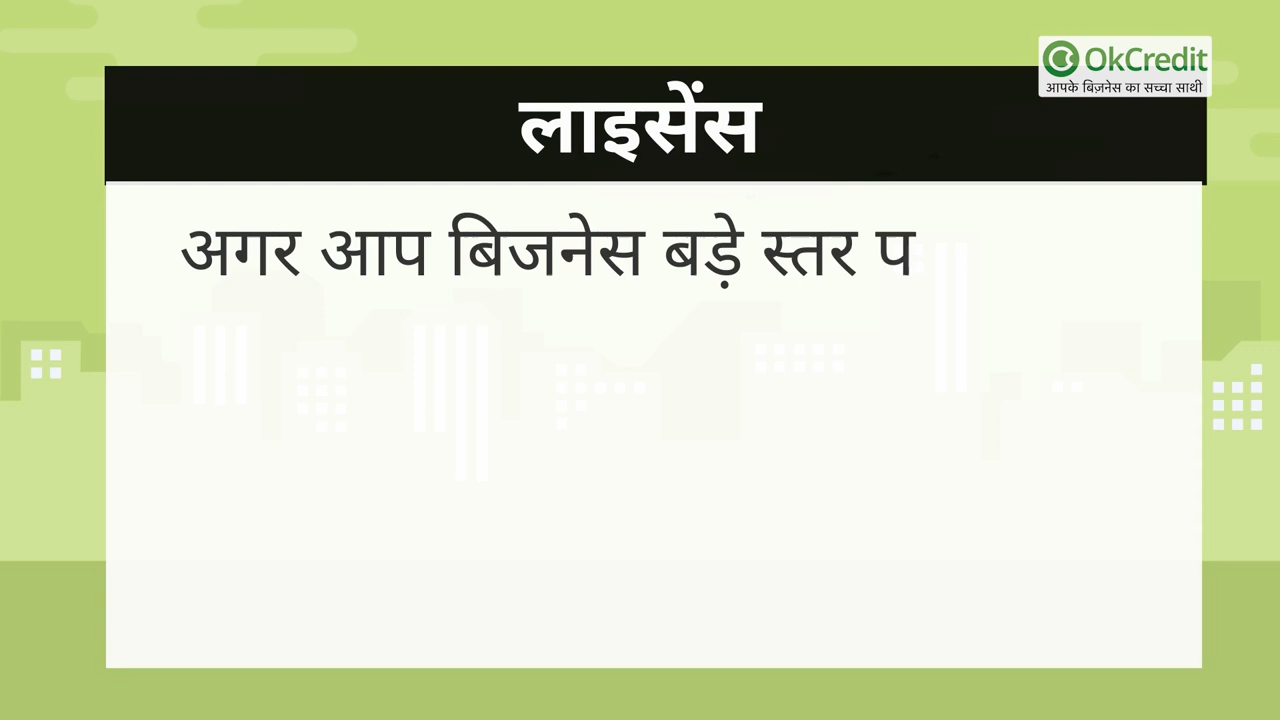 OkCredit
आपके बिज़नेस का सच्चा साथी
लाइसेंस
अगर आप बिजनेस बड़े स्तर प